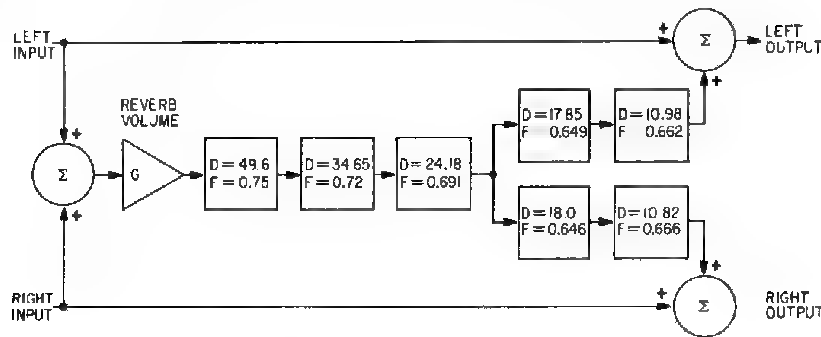 LEFT
INPUT
+
Σ
LEFT
OUTPUT
+
REVERB
VOLUME
+
Σ
+
G
D=49.6
F=0.75
D=34.65
F=0.72
D=24.18
F=0.691
D=17.85
F 0.649
D=10.98
F 0.662
D=18.0
F=0.646
D=10.82
F=0.666
RIGHT
INPUT
+
+
Σ
RIGHT
OUTPUT